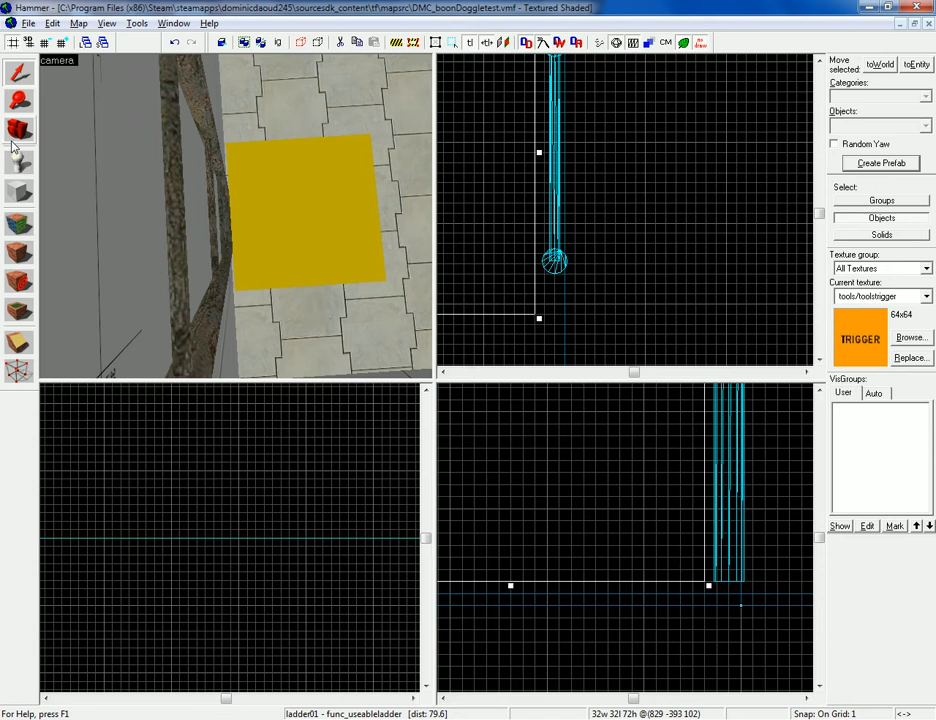 Hammer - [C:\Program Files (x86)\Steam\steamapps\dominicdaoud245\sourcesdk_content\tf\mapsrc\DMC_boonDoggletest.vmf - Textured Shaded]
File Edit Map View Tools Window Help
camera
Move selected:
toWorld
toEntity
Categories:
Objects:
Random Yaw
Create Prefab
Select:
Groups
Objects
Solids
Texture group:
All Textures
Current texture:
tools/toolstrigger
TRIGGER
64x64
Browse...
Replace...
VisGroups:
User Auto
Show Edit Mark
For Help, press F1
ladder01 - func_useableladder [dist: 79.6]
32w 32l 72h @(829 -393 102)
Snap: On Grid: 1
<->